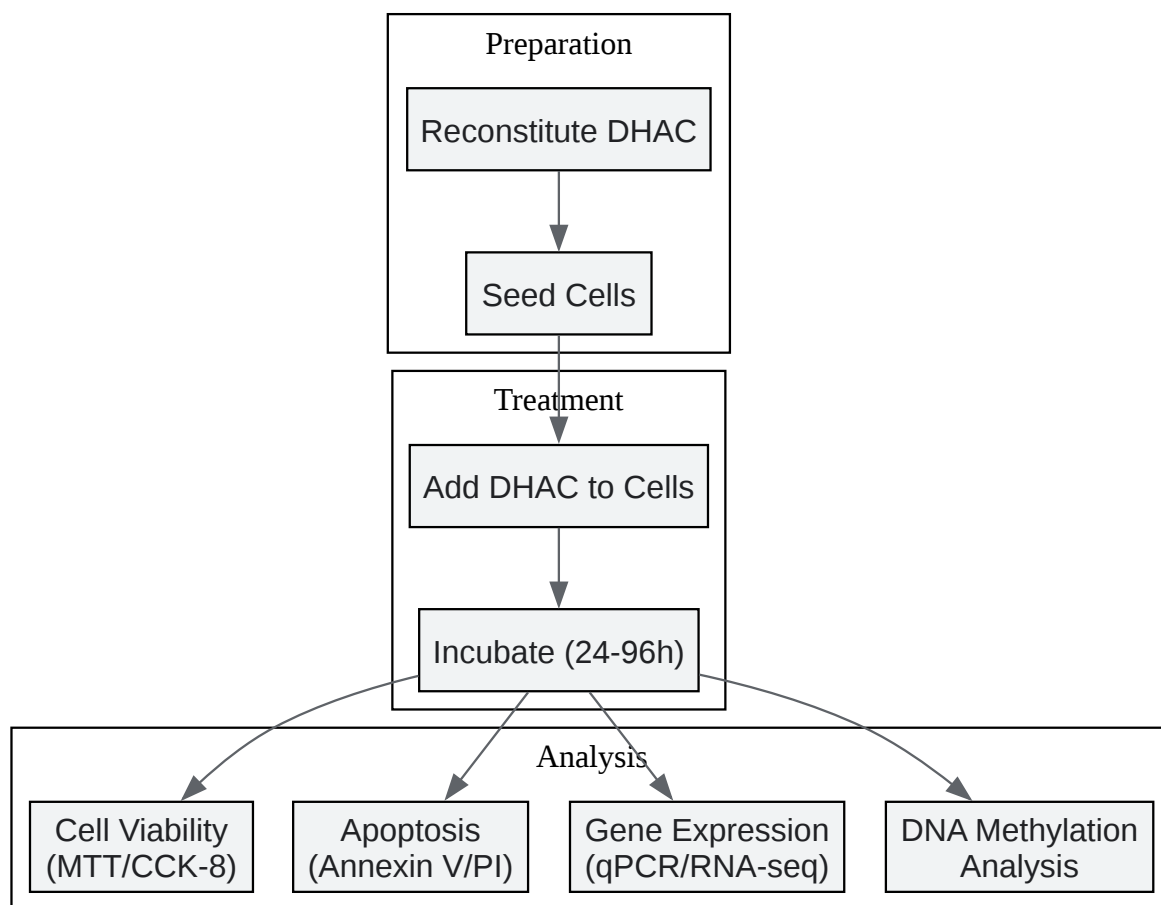 Preparation
Reconstitute DHAC
Seed Cells
Treatment
Add DHAC to Cells
Incubate (24-96h)
Analysis
Cell Viability
(MTT/CCK-8)
Apoptosis
(Annexin V/PI)
Gene Expression
(qPCR/RNA-seq)
DNA Methylation
Analysis